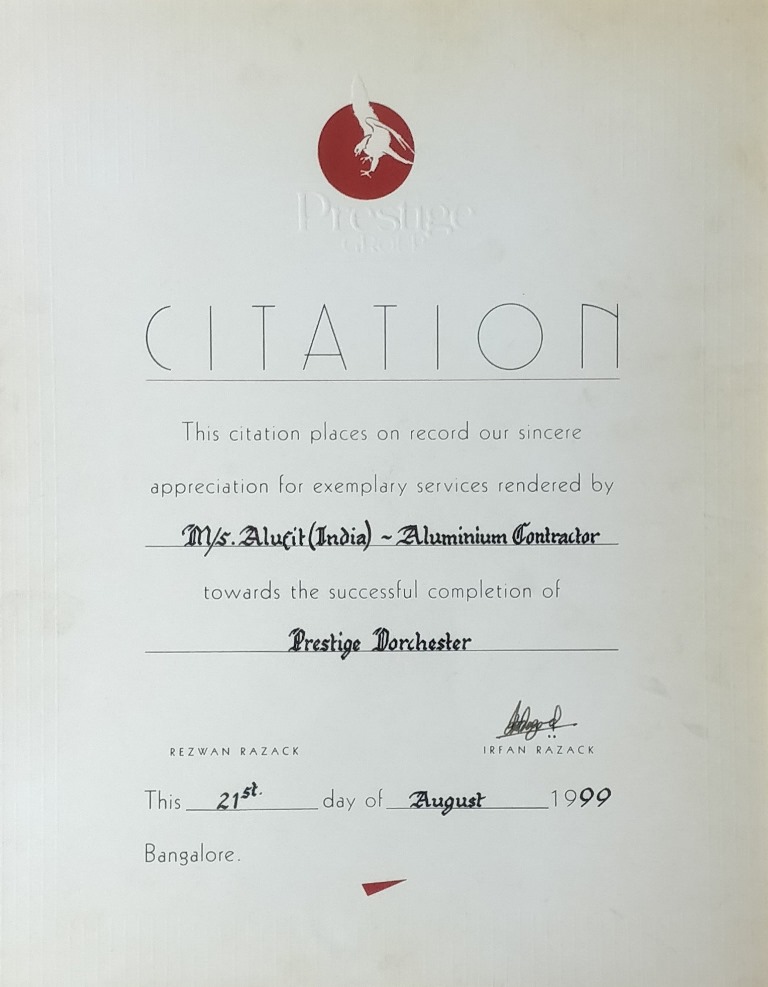 Prestige
GROUP
CITATION
This citation places on record our sincere
appreciation for exemplary services rendered by
M/s. Alufit (India) ~ Aluminium Contractor
towards the successful completion of
Prestige Dorchester
REZWAN RAZACK IRFAN RAZACK
This 21st. day of August 1999
Bangalore.